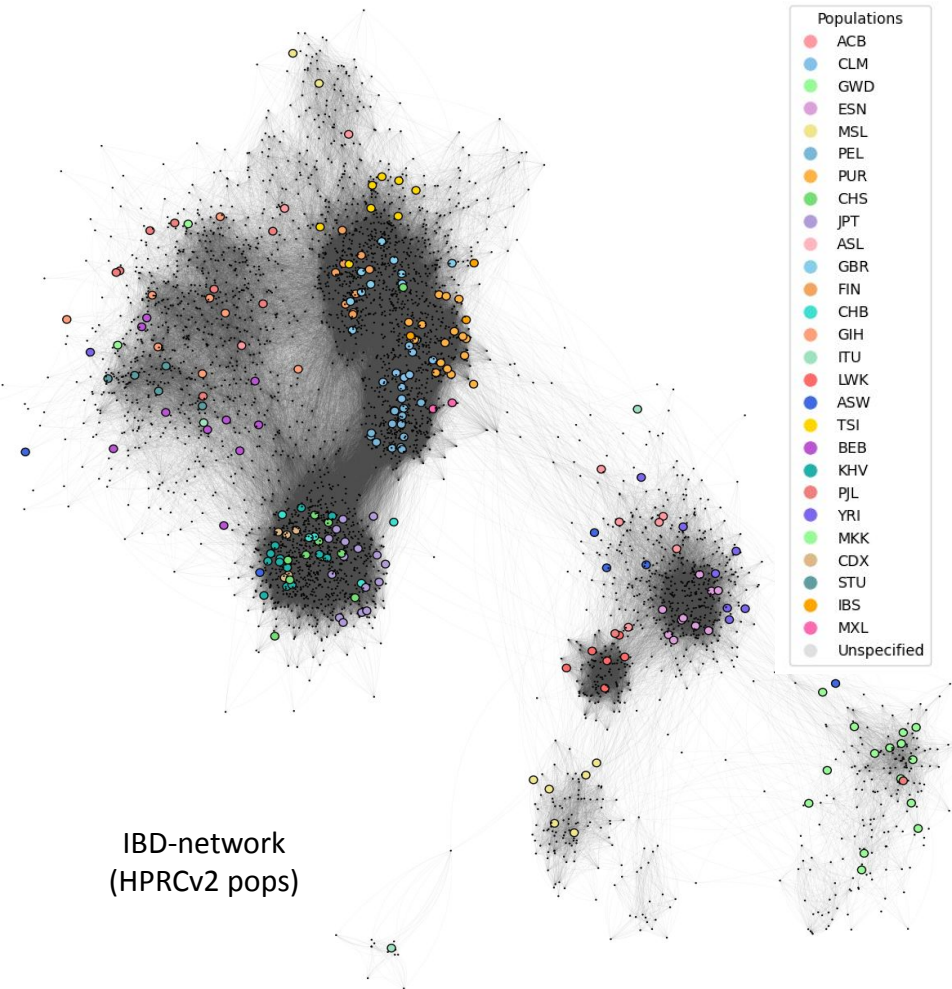 Populations
ACB
CLM
GWD
ESN
MSL
PEL
PUR
CHS
JPT
ASL
GBR
FIN
CHB
GIH
ITU
LWK
ASW
TSI
BEB
KHV
PJL
YRI
MKK
CDX
STU
IBS
MXL
Unspecified
IBD-network
(HPRCv2 pops)